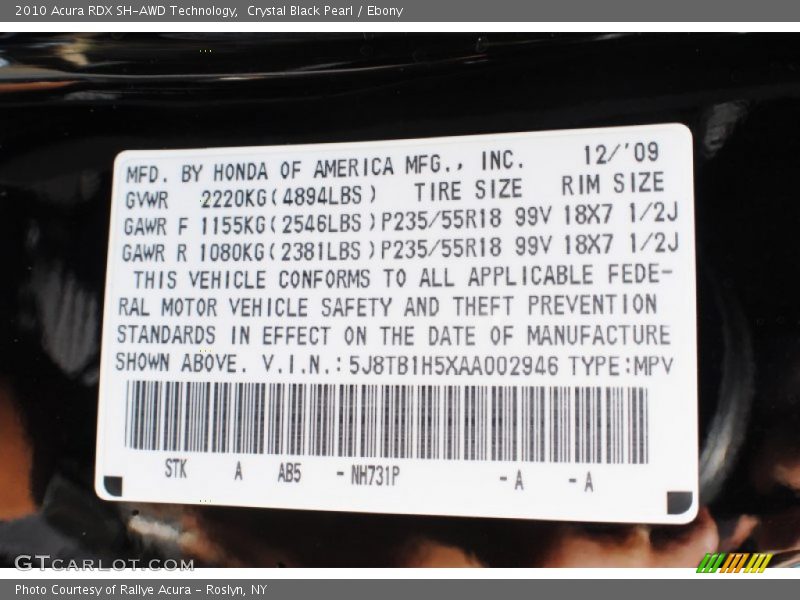 2010 Acura RDX SH-AWD Technology,  Crystal Black Pearl / Ebony
MFD. BY HONDA OF AMERICA MFG., INC. 12/'09
GVWR 2220KG(4894LBS) TIRE SIZE RIM SIZE
GAWR F 1155KG(2546LBS)P235/55R18 99V 18X7 1/2J
GAWR R 1080KG(2381LBS)P235/55R18 99V 18X7 1/2J
THIS VEHICLE CONFORMS TO ALL APPLICABLE FEDE-
RAL MOTOR VEHICLE SAFETY AND THEFT PREVENTION
STANDARDS IN EFFECT ON THE DATE OF MANUFACTURE
SHOWN ABOVE. V.I.N.:5J8TB1H5XAA002946 TYPE:MPV
STK A AB5 -NH731P -A -A
GTCARLOT.COM
Photo Courtesy of Rallye Acura - Roslyn, NY